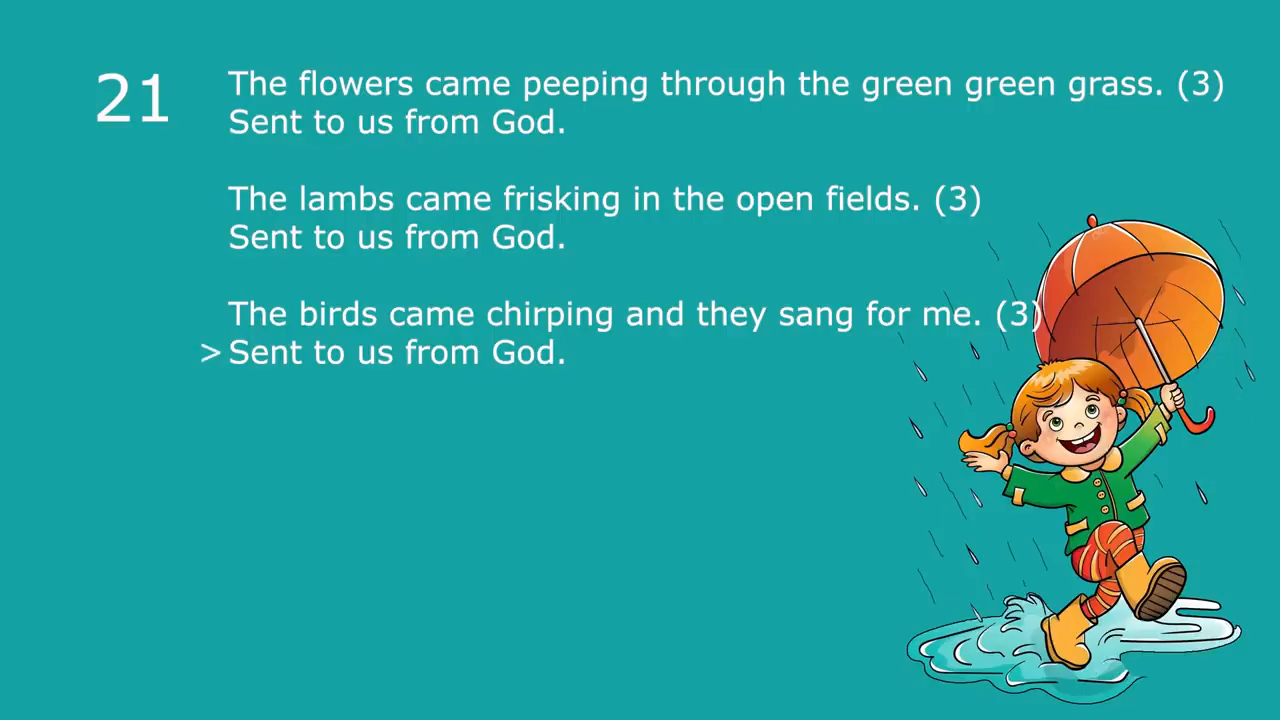 21
The flowers came peeping through the green green grass. (3)
Sent to us from God.
The lambs came frisking in the open fields. (3)
Sent to us from God.
The birds came chirping and they sang for me. (3)
>Sent to us from God.